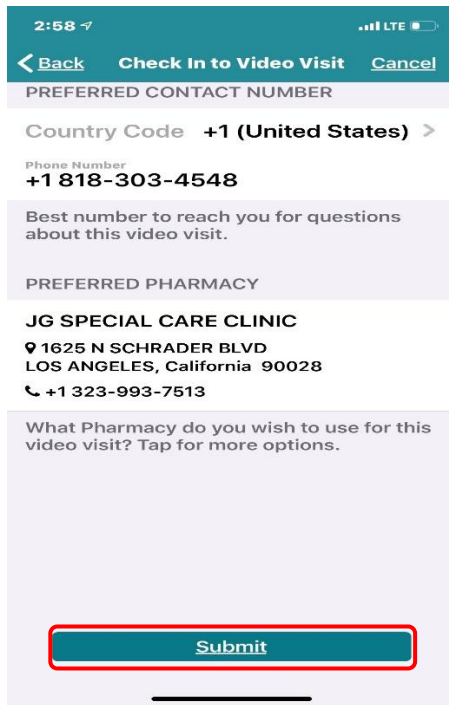 2:58
LTE
Back Check In to Video Visit Cancel
PREFERRED CONTACT NUMBER
Country Code +1 (United States)
Phone Number
+1 818-303-4548
Best number to reach you for questions
about this video visit.
PREFERRED PHARMACY
JG SPECIAL CARE CLINIC
1625 N SCHRADER BLVD
LOS ANGELES, California 90028
+1 323-993-7513
What Pharmacy do you wish to use for this
video visit? Tap for more options.
Submit